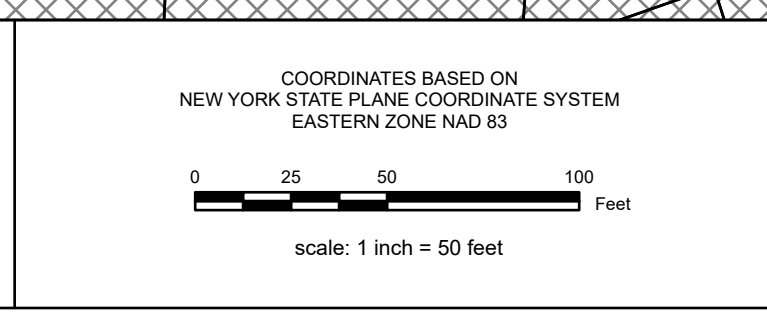 COORDINATES BASED ON
NEW YORK STATE PLANE COORDINATE SYSTEM
EASTERN ZONE NAD 83
0 25 50 100
Feet
scale: 1 inch = 50 feet